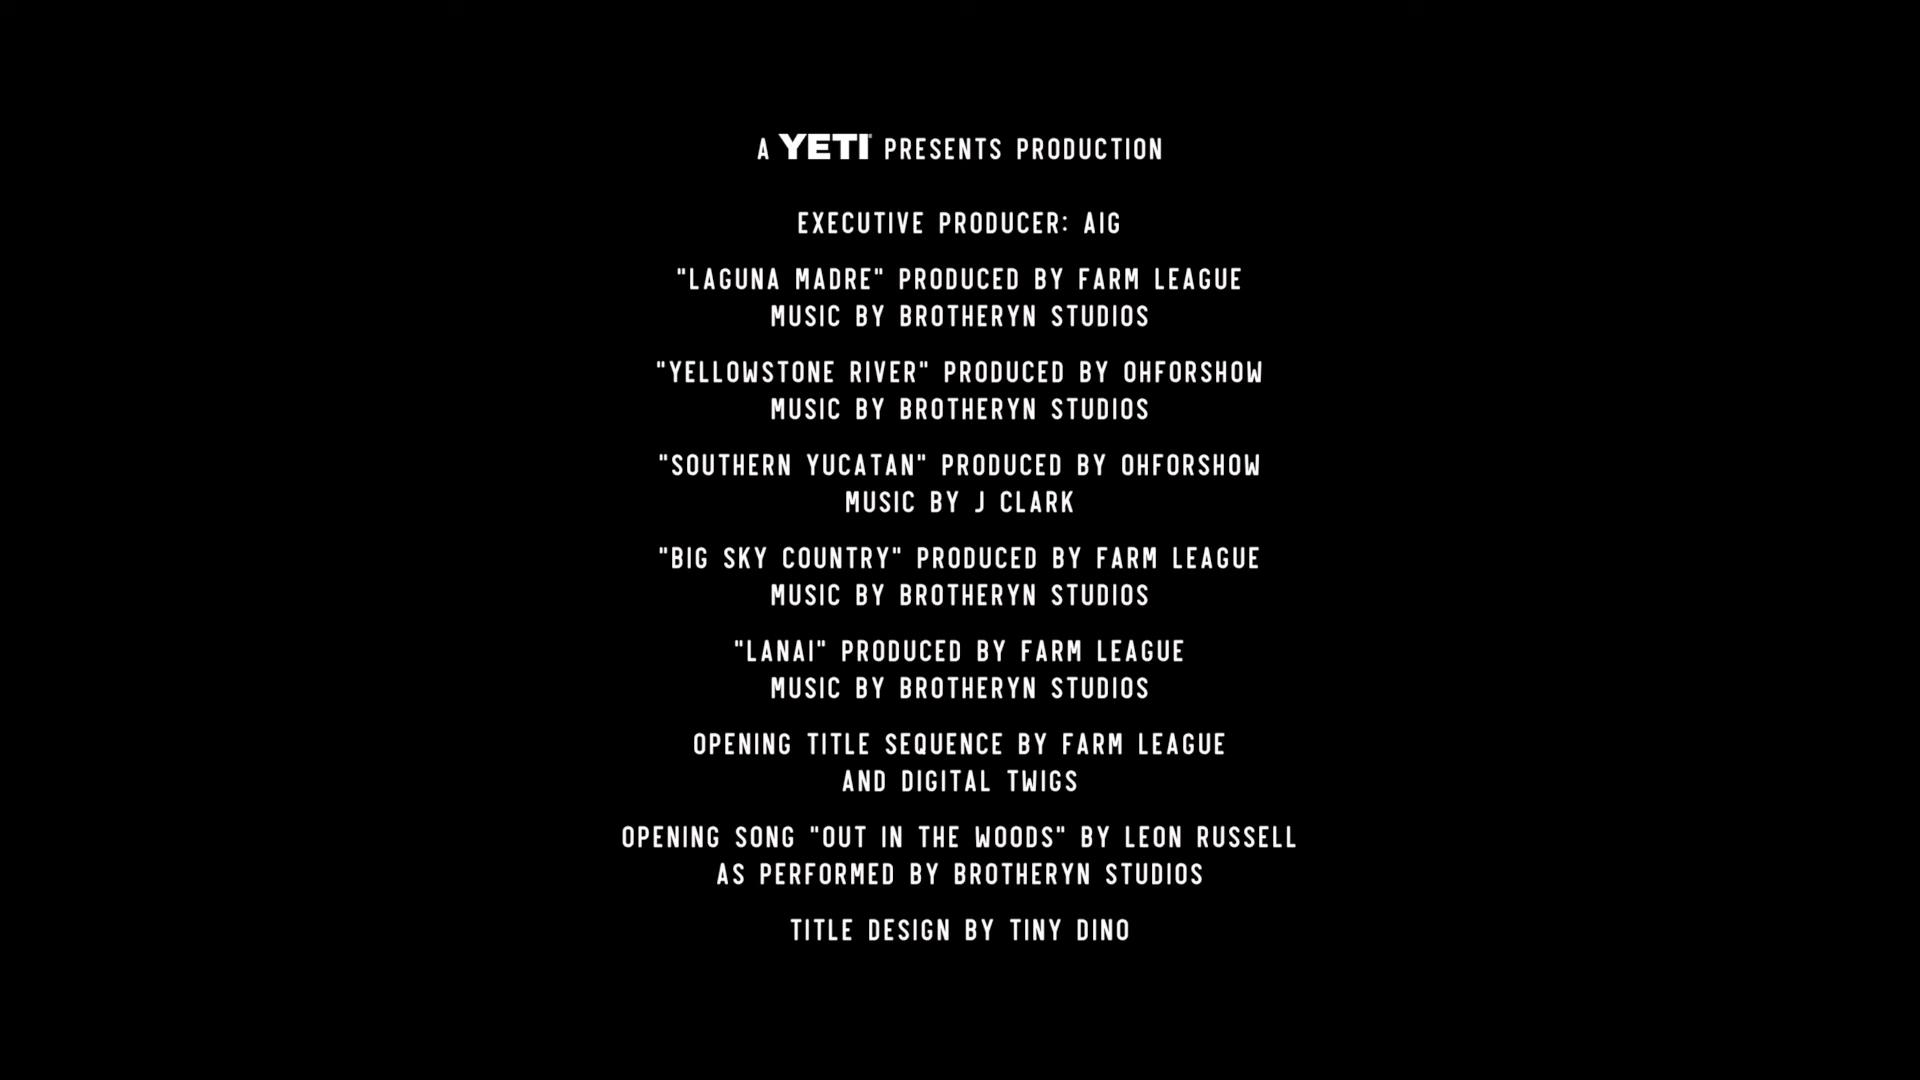 A YETI PRESENTS PRODUCTION
EXECUTIVE PRODUCER: AIG
"LAGUNA MADRE" PRODUCED BY FARM LEAGUE
MUSIC BY BROTHERYN STUDIOS
"YELLOWSTONE RIVER" PRODUCED BY OHFORSHOW
MUSIC BY BROTHERYN STUDIOS
"SOUTHERN YUCATAN" PRODUCED BY OHFORSHOW
MUSIC BY J CLARK
"BIG SKY COUNTRY" PRODUCED BY FARM LEAGUE
MUSIC BY BROTHERYN STUDIOS
"LANAI" PRODUCED BY FARM LEAGUE
MUSIC BY BROTHERYN STUDIOS
OPENING TITLE SEQUENCE BY FARM LEAGUE
AND DIGITAL TWIGS
OPENING SONG "OUT IN THE WOODS" BY LEON RUSSELL
AS PERFORMED BY BROTHERYN STUDIOS
TITLE DESIGN BY TINY DINO